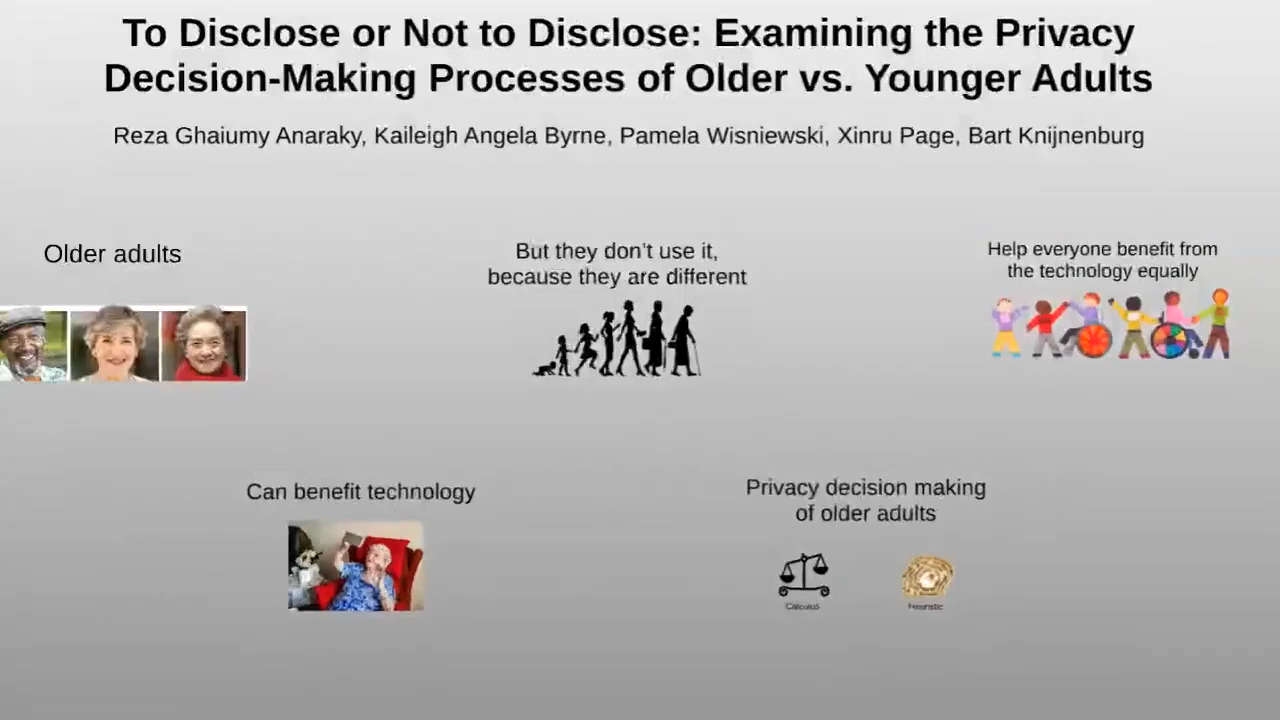 To Disclose or Not to Disclose: Examining the Privacy
Decision-Making Processes of Older vs. Younger Adults
Reza Ghaiumy Anaraky, Kaileigh Angela Byrne, Pamela Wisniewski, Xinru Page, Bart Knijnenburg
Older adults
But they don't use it,
because they are different
Help everyone benefit from
the technology equally
Can benefit technology
Privacy decision making
of older adults
Calculus
Heuristic